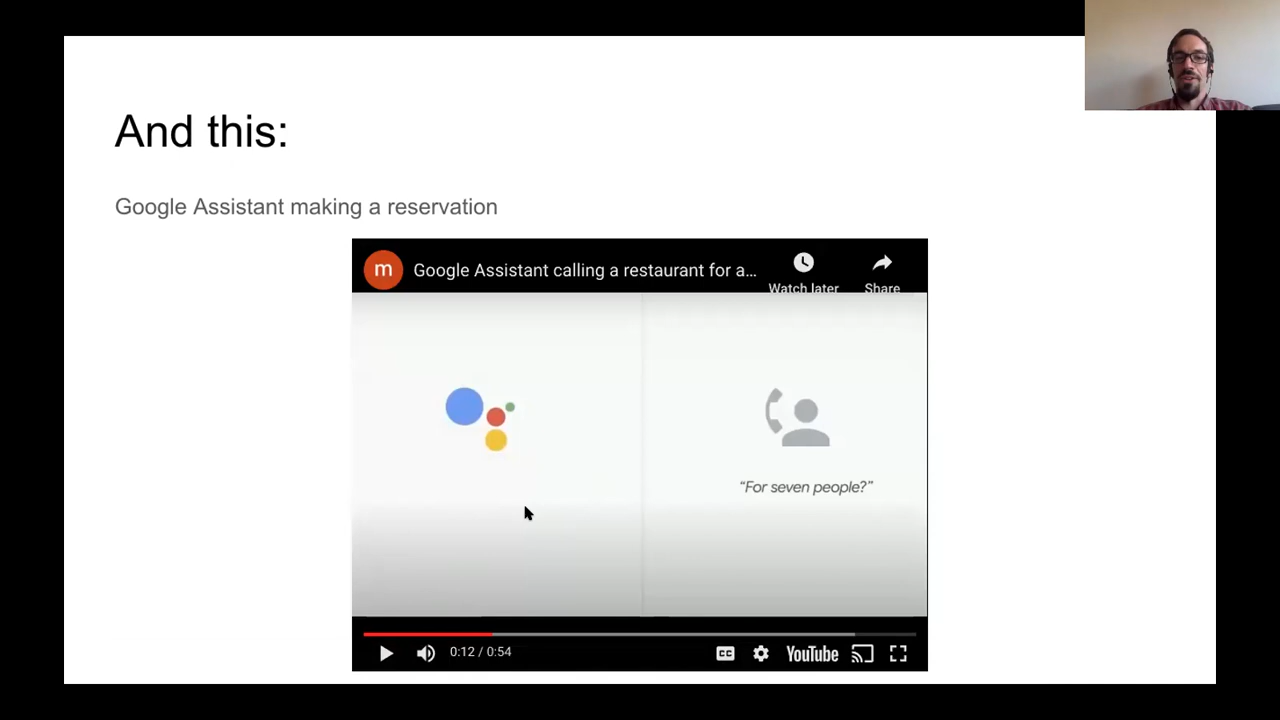 And this:
Google Assistant making a reservation
m
Google Assistant calling a restaurant for a...
Watch later
Share
“For seven people?”
0:12 / 0:54
CC
YouTube